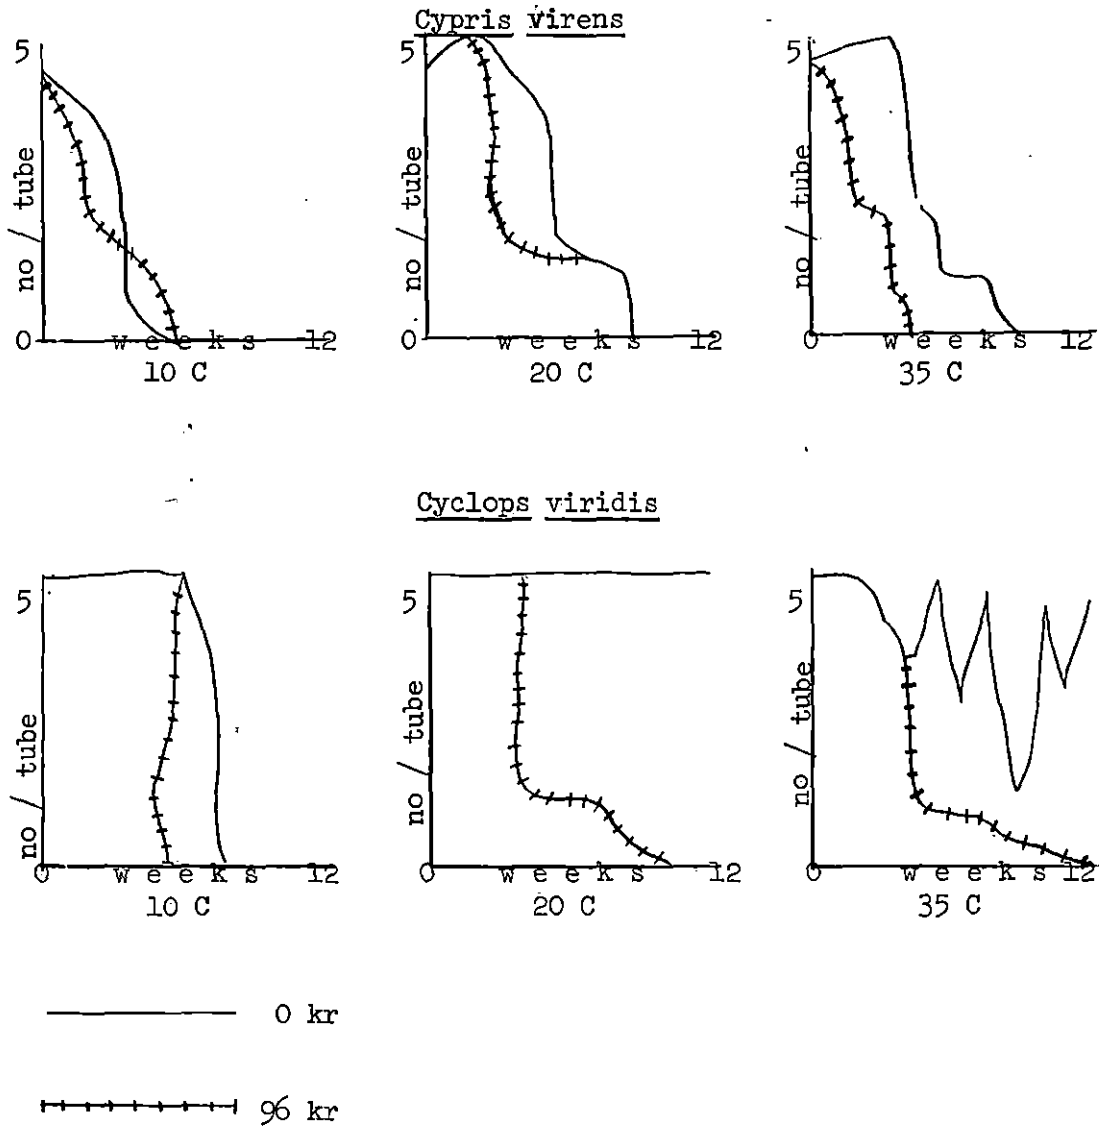 Cypris virens
5 5 5
no / tube no / tube no / tube
0 weeks 12 0 weeks 12 0 weeks 12
10 C 20 C 35 C
Cyclops viridis
5 5 5
no / tube no / tube no / tube
0 weeks 12 0 weeks 12 0 weeks 12
10 C 20 C 35 C
0 kr
96 kr